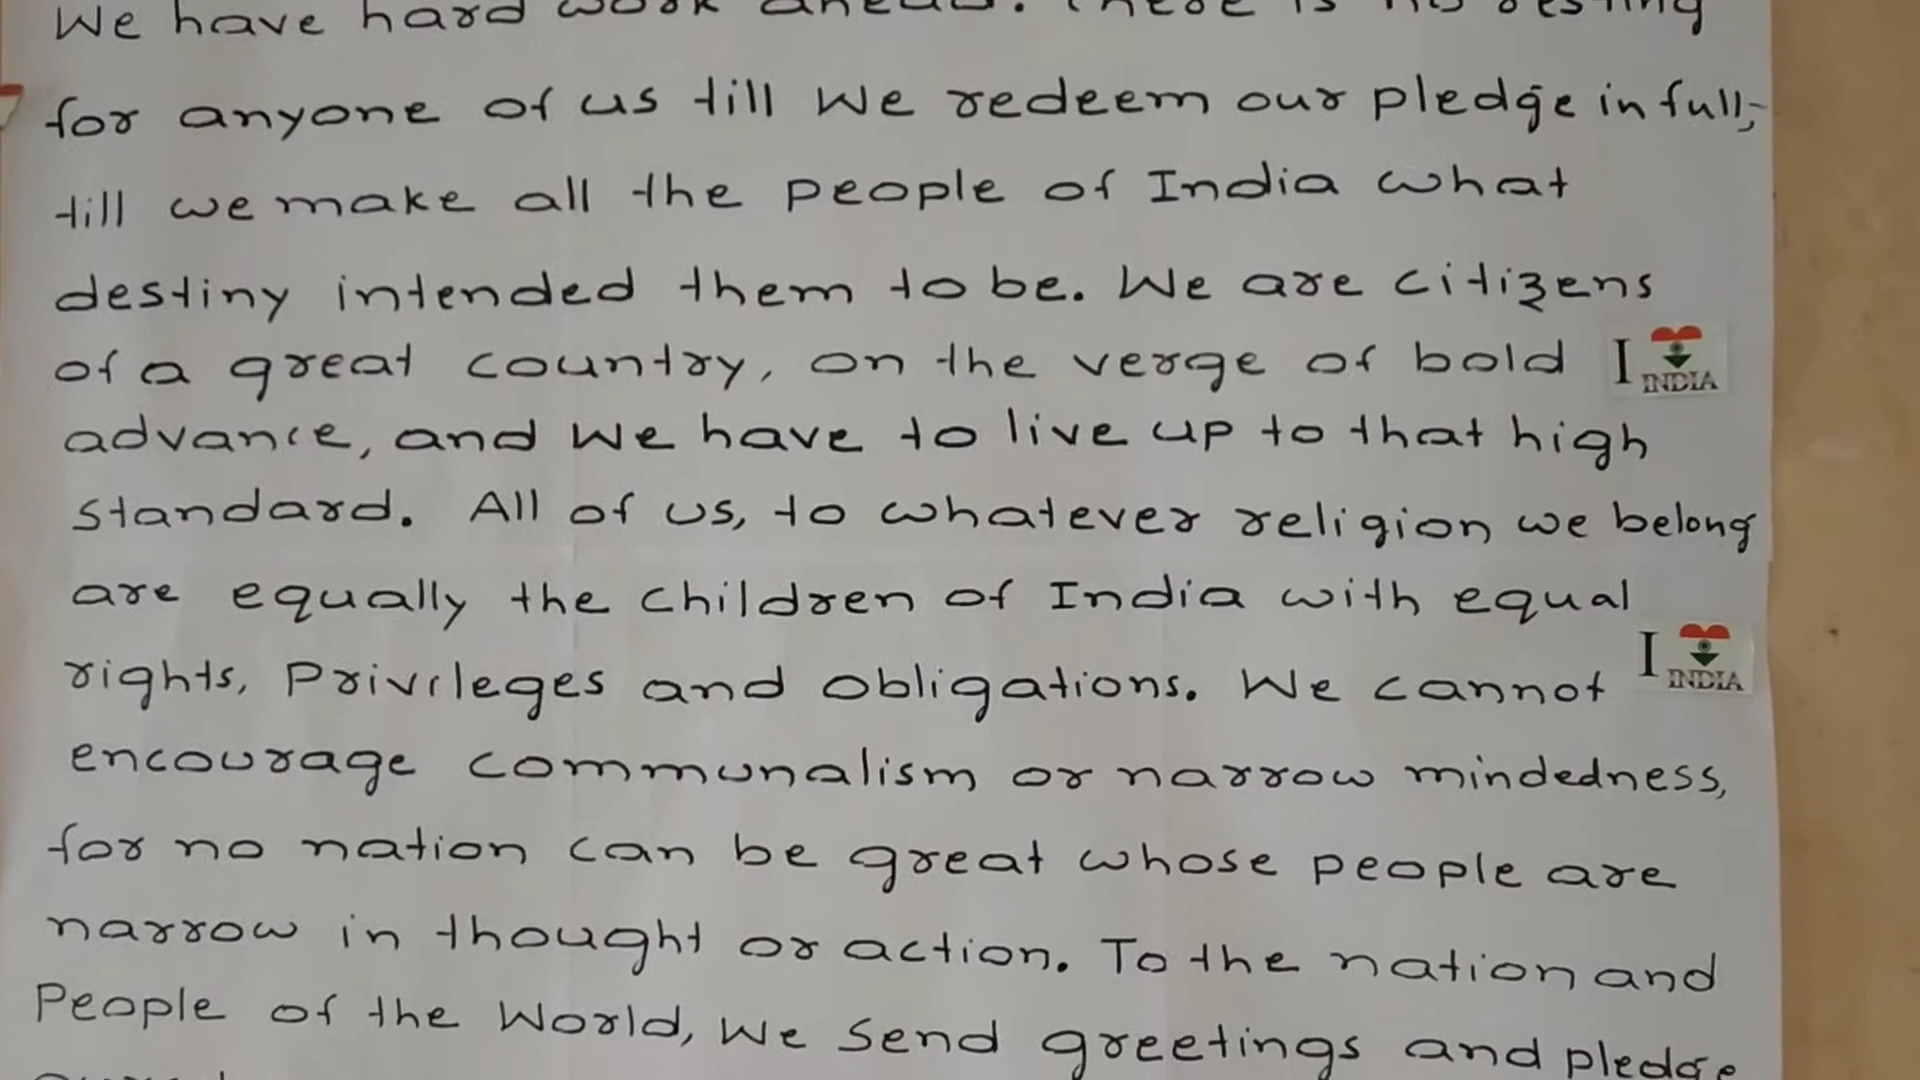 We have hard work ahead. There is no resting
for anyone of us till We redeem our pledge in full,
till we make all the people of India what
destiny intended them to be. We are citizens
of a great country, on the verge of bold
I INDIA
advance, and We have to live up to that high
standard. All of us, to whatever religion we belong
are equally the children of India with equal
rights, Privileges and obligations. We cannot
I INDIA
encourage communalism or narrow mindedness,
for no nation can be great whose people are
narrow in thought or action. To the nation and
People of the World, We Send greetings and pledge